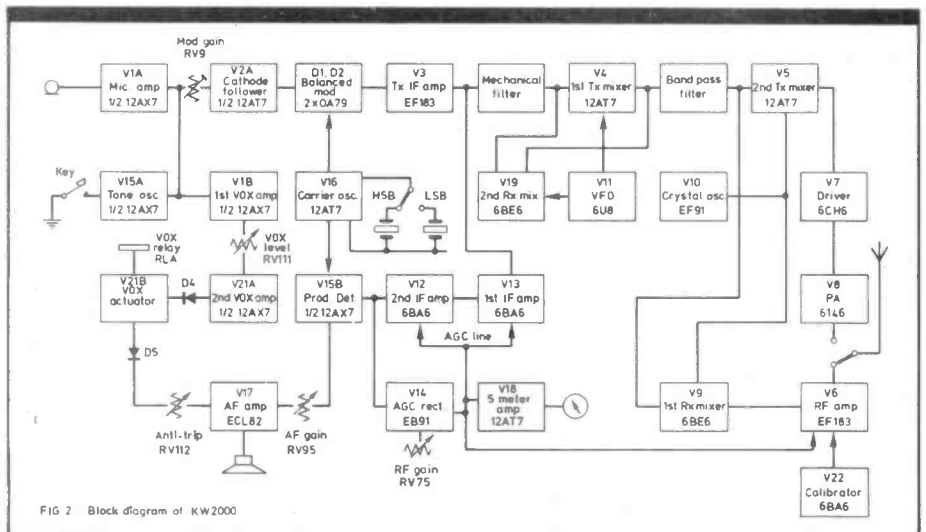 Mod gain
RV9
V1A
Mic. amp
1/2 12AX7
V2A
Cathode
follower
1/2 12AT7
D1, D2
Balanced
mod
2xOA79
V3
Tx IF amp
EF183
Mechanical
filter
V4
1st Tx mixer
12AT7
Band pass
filter
V5
2nd Tx mixer
12AT7
Key
V15A
Tone osc
1/2 12AX7
V1B
1st VOX amp
1/2 12AX7
V16
Carrier osc.
12AT7
HSB
LSB
V19
2nd Rx mix
6BE6
V11
VFO
6U8
V10
Crystal osc.
EF91
V7
Driver
6CH6
VOX
relay
RLA
VOX
level
RV111
V21B
VOX
actuator
D4
V21A
2nd VOX amp
1/2 12AX7
V15B
Prod. Det
1/2 12AX7
V12
2nd IF amp
6BA6
V13
1st IF amp
6BA6
V8
PA
6146
AGC line
D5
V17
AF amp
ECL82
V14
AGC rect.
EB91
V18
S meter
amp
12AT7
V9
1st Rx mixer
6BE6
V6
RF amp
EF183
Anti-trip
RV112
AF gain
RV95
RF gain
RV75
V22
Calibrator
6BA6
FIG 2 Block diagram of KW2000